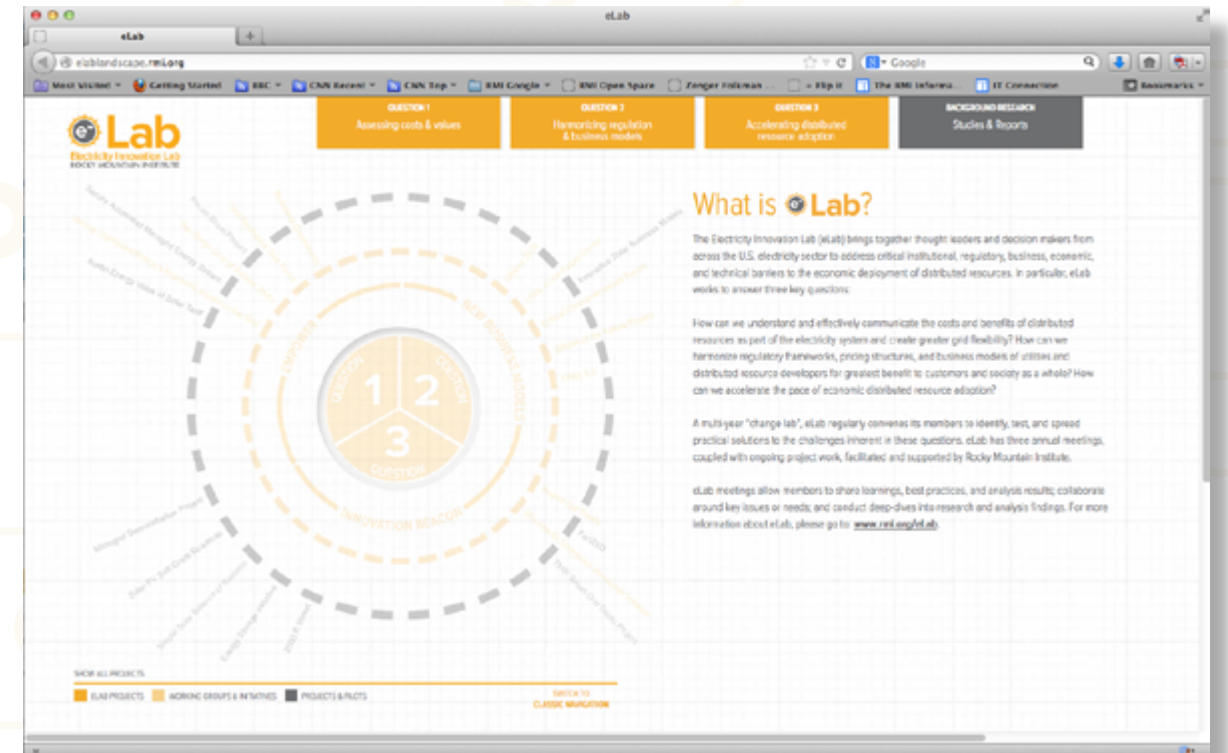 eLab
eLab
elablandscape.rmi.org
Google
Most Visited
Getting Started
BBC
CNN Recent
CNN Top
RMI Google
RMI Open Space
Zenger Folkman ...
+ Flip it
The RMI Informa...
IT Connection
Bookmarks
e- Lab
Electricity Innovation Lab
ROCKY MOUNTAIN INSTITUTE
QUESTION 1
Assessing costs & values
QUESTION 2
Harmonizing regulation
& business models
QUESTION 3
Accelerating distributed
resource adoption
BACKGROUND RESEARCH
Studies & Reports
What is e- Lab?
The Electricity Innovation Lab (eLab) brings together thought leaders and decision makers from
across the U.S. electricity sector to address critical institutional, regulatory, business, economic,
and technical barriers to the economic deployment of distributed resources. In particular, eLab
works to answer three key questions:
How can we understand and effectively communicate the costs and benefits of distributed
resources as part of the electricity system and create greater grid flexibility? How can we
harmonize regulatory frameworks, pricing structures, and business models of utilities and
distributed resource developers for greatest benefit to customers and society as a whole? How
can we accelerate the pace of economic distributed resource adoption?
A multi-year "change lab", eLab regularly convenes its members to identify, test, and spread
practical solutions to the challenges inherent in these questions. eLab has three annual meetings,
coupled with ongoing project work, facilitated and supported by Rocky Mountain Institute.
eLab meetings allow members to share learnings, best practices, and analysis results; collaborate
around key issues or needs; and conduct deep-dives into research and analysis findings. For more
information about eLab, please go to: www.rmi.org/eLab.
EMPOWER
NEXT BUSINESS MODELS
INNOVATION BEACON
QUESTION 1
QUESTION 2
QUESTION 3
Austin Energy Value of Solar Tariff
SHOW ALL PROJECTS
ELAB PROJECTS
WORKING GROUPS & INITIATIVES
PROJECTS & PILOTS
SWITCH TO
CLASSIC NAVIGATION